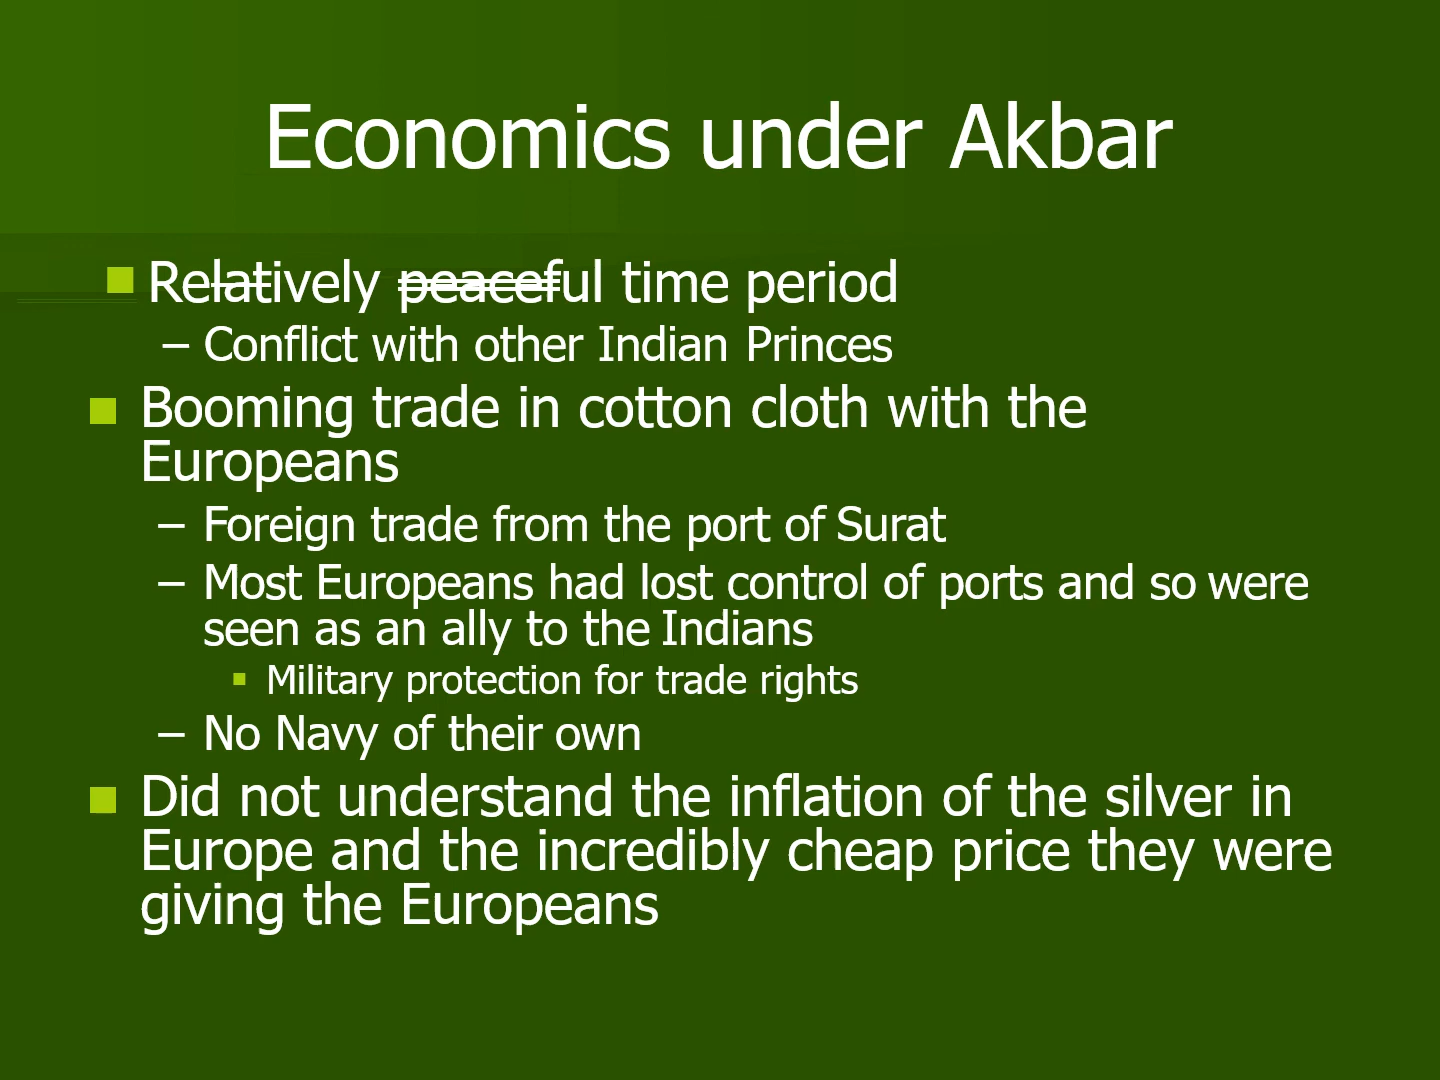 Economics under Akbar
■ Relatively peaceful time period
– Conflict with other Indian Princes
■ Booming trade in cotton cloth with the
Europeans
– Foreign trade from the port of Surat
– Most Europeans had lost control of ports and so were
seen as an ally to the Indians
■ Military protection for trade rights
– No Navy of their own
■ Did not understand the inflation of the silver in
Europe and the incredibly cheap price they were
giving the Europeans